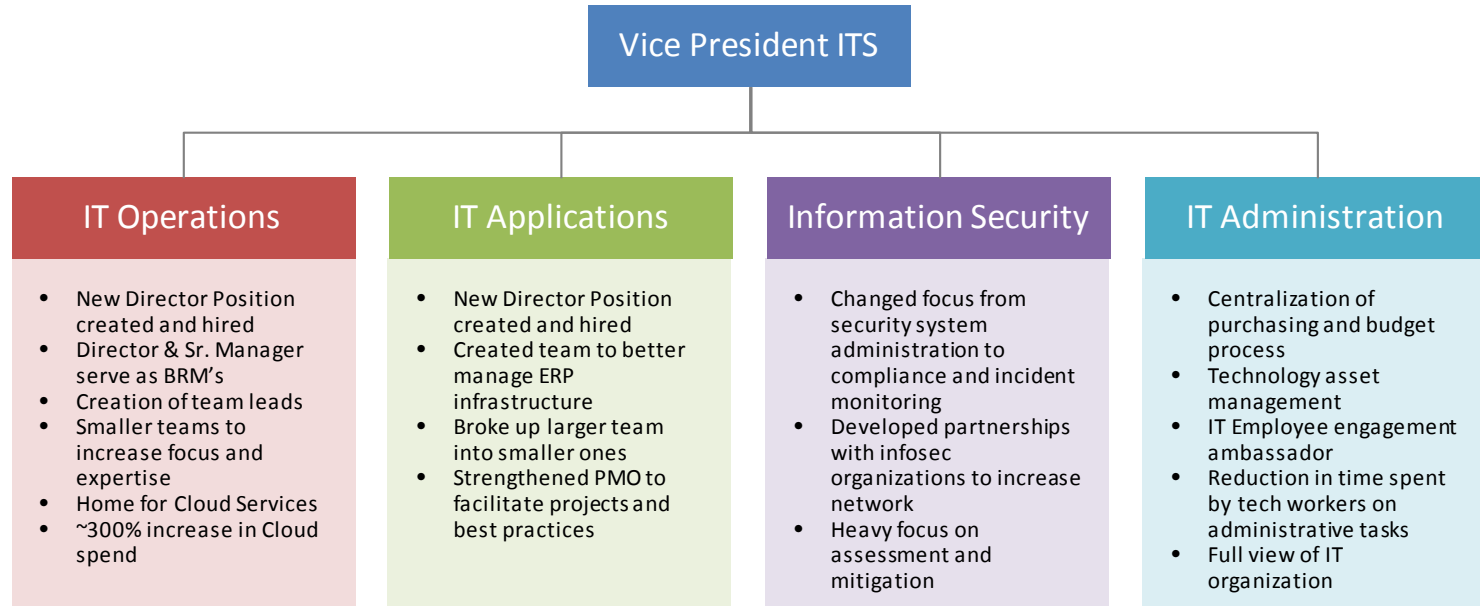 Vice President ITS
IT Operations
• New Director Position
created and hired
• Director & Sr. Manager
serve as BRM's
• Creation of team leads
• Smaller teams to
increase focus and
expertise
• Home for Cloud Services
• ~300% increase in Cloud
spend
IT Applications
• New Director Position
created and hired
• Created team to better
manage ERP
infrastructure
• Broke up larger team
into smaller ones
• Strengthened PMO to
facilitate projects and
best practices
Information Security
• Changed focus from
security system
administration to
compliance and incident
monitoring
• Developed partnerships
with infosec
organizations to increase
network
• Heavy focus on
assessment and
mitigation
IT Administration
• Centralization of
purchasing and budget
process
• Technology asset
management
• IT Employee engagement
ambassador
• Reduction in time spent
by tech workers on
administrative tasks
• Full view of IT
organization